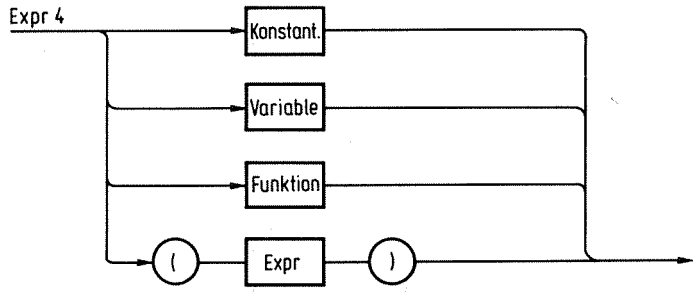 Expr 4
Konstant.
Variable
Funktion
( Expr )